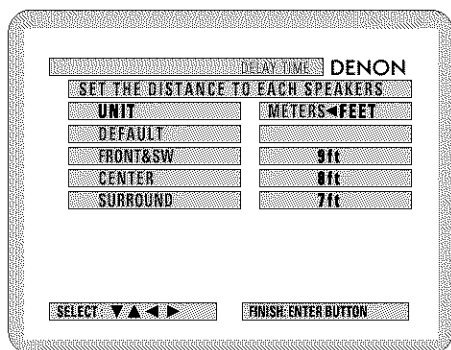 DELAY TIME DENON
SET THE DISTANCE TO EACH SPEAKERS
UNIT METERS◄FEET
DEFAULT
FRONT&SW 9ft
CENTER 8ft
SURROUND 7ft
SELECT: ▼▲◄► FINISH: ENTER BUTTON